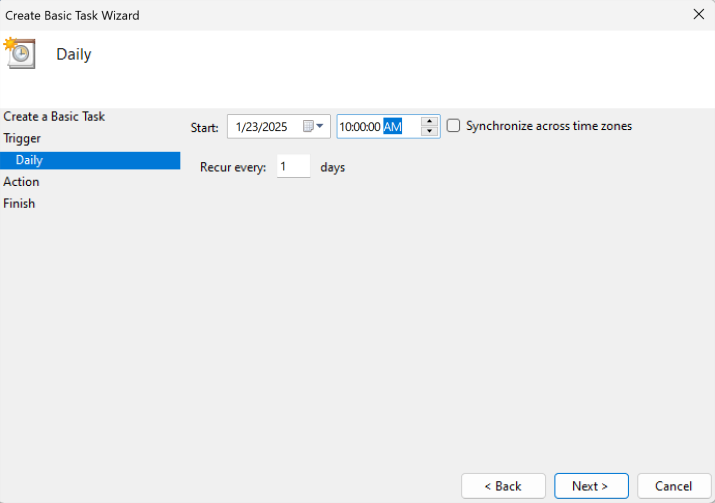 Create Basic Task Wizard
Daily
Create a Basic Task
Trigger
Daily
Action
Finish
Start: 1/23/2025 10:00:00 AM Synchronize across time zones
Recur every: 1 days
< Back Next > Cancel